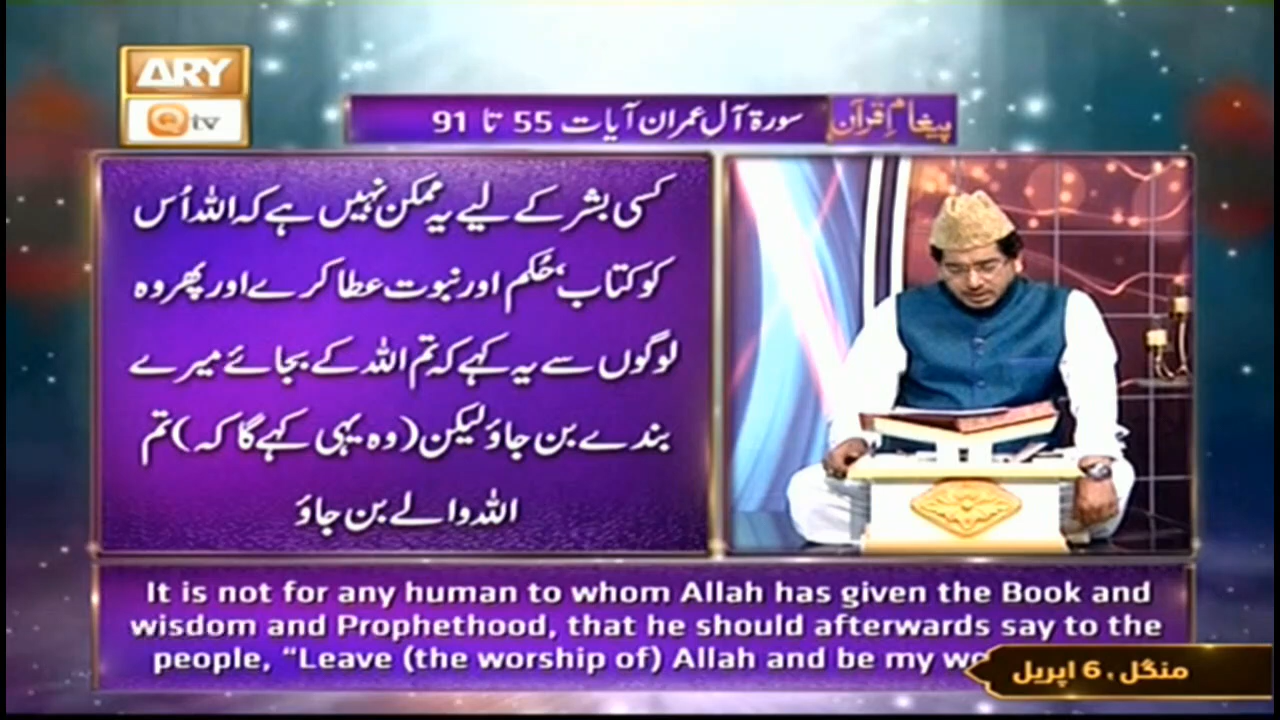 ARY
Qtv
پیغامِ قرآن
سورۃ آل عمران آیات 55 تا 91
کسی بشر کے لیے یہ ممکن نہیں ہے کہ اللہ اُس
کو کتاب، حُکم اور نبوت عطا کرے اور پھر وہ
لوگوں سے یہ کہے کہ تم اللہ کے بجائے میرے
بندے بن جاؤ لیکن (وہ یہی کہے گا کہ) تم
اللہ والے بن جاؤ
It is not for any human to whom Allah has given the Book and
wisdom and Prophethood, that he should afterwards say to the
people, “Leave (the worship of) Allah and be my
منگل، 6 اپریل